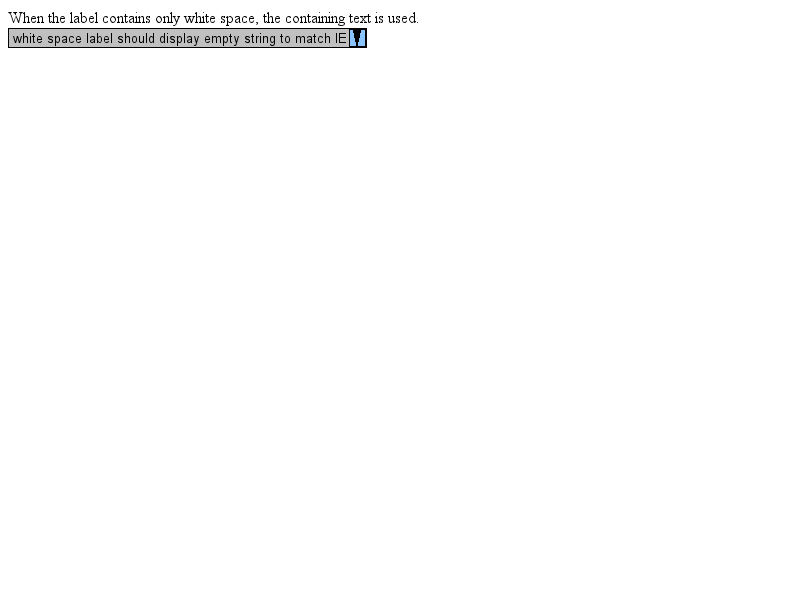 When the label contains only white space, the containing text is used.
white space label should display empty string to match IE